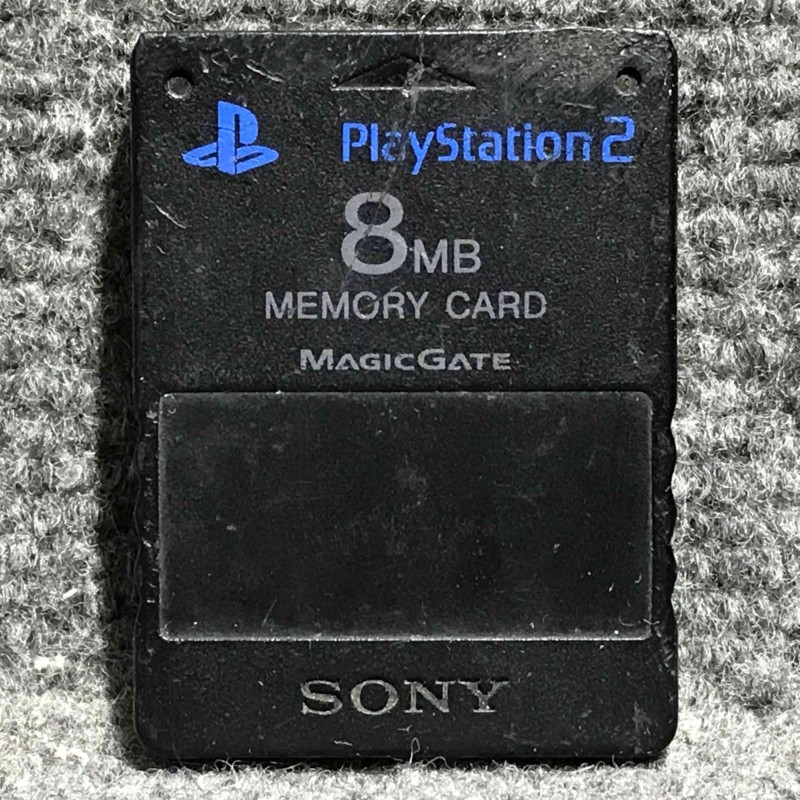 PlayStation 2
8MB
MEMORY CARD
MAGICGATE
SONY